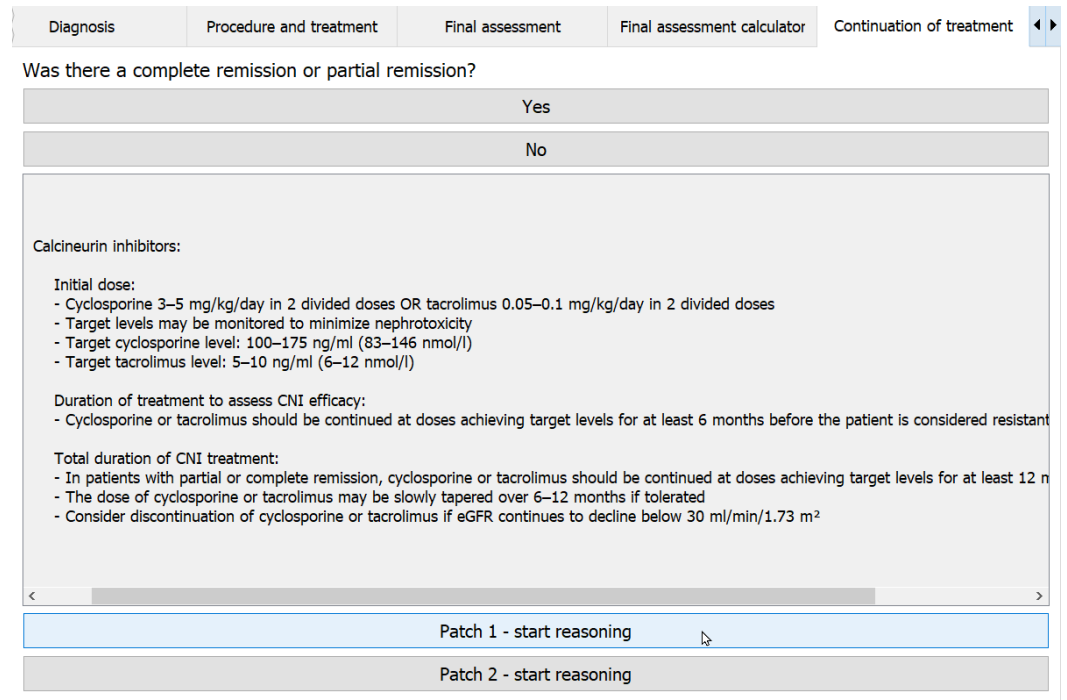 Diagnosis
Procedure and treatment
Final assessment
Final assessment calculator
Continuation of treatment
Was there a complete remission or partial remission?
Yes
No
Calcineurin inhibitors:
Initial dose:
- Cyclosporine 3–5 mg/kg/day in 2 divided doses OR tacrolimus 0.05–0.1 mg/kg/day in 2 divided doses
- Target levels may be monitored to minimize nephrotoxicity
- Target cyclosporine level: 100–175 ng/ml (83–146 nmol/l)
- Target tacrolimus level: 5–10 ng/ml (6–12 nmol/l)
Duration of treatment to assess CNI efficacy:
- Cyclosporine or tacrolimus should be continued at doses achieving target levels for at least 6 months before the patient is considered resistant
Total duration of CNI treatment:
- In patients with partial or complete remission, cyclosporine or tacrolimus should be continued at doses achieving target levels for at least 12
- The dose of cyclosporine or tacrolimus may be slowly tapered over 6–12 months if tolerated
- Consider discontinuation of cyclosporine or tacrolimus if eGFR continues to decline below 30 ml/min/1.73 m²
Patch 1 - start reasoning
Patch 2 - start reasoning